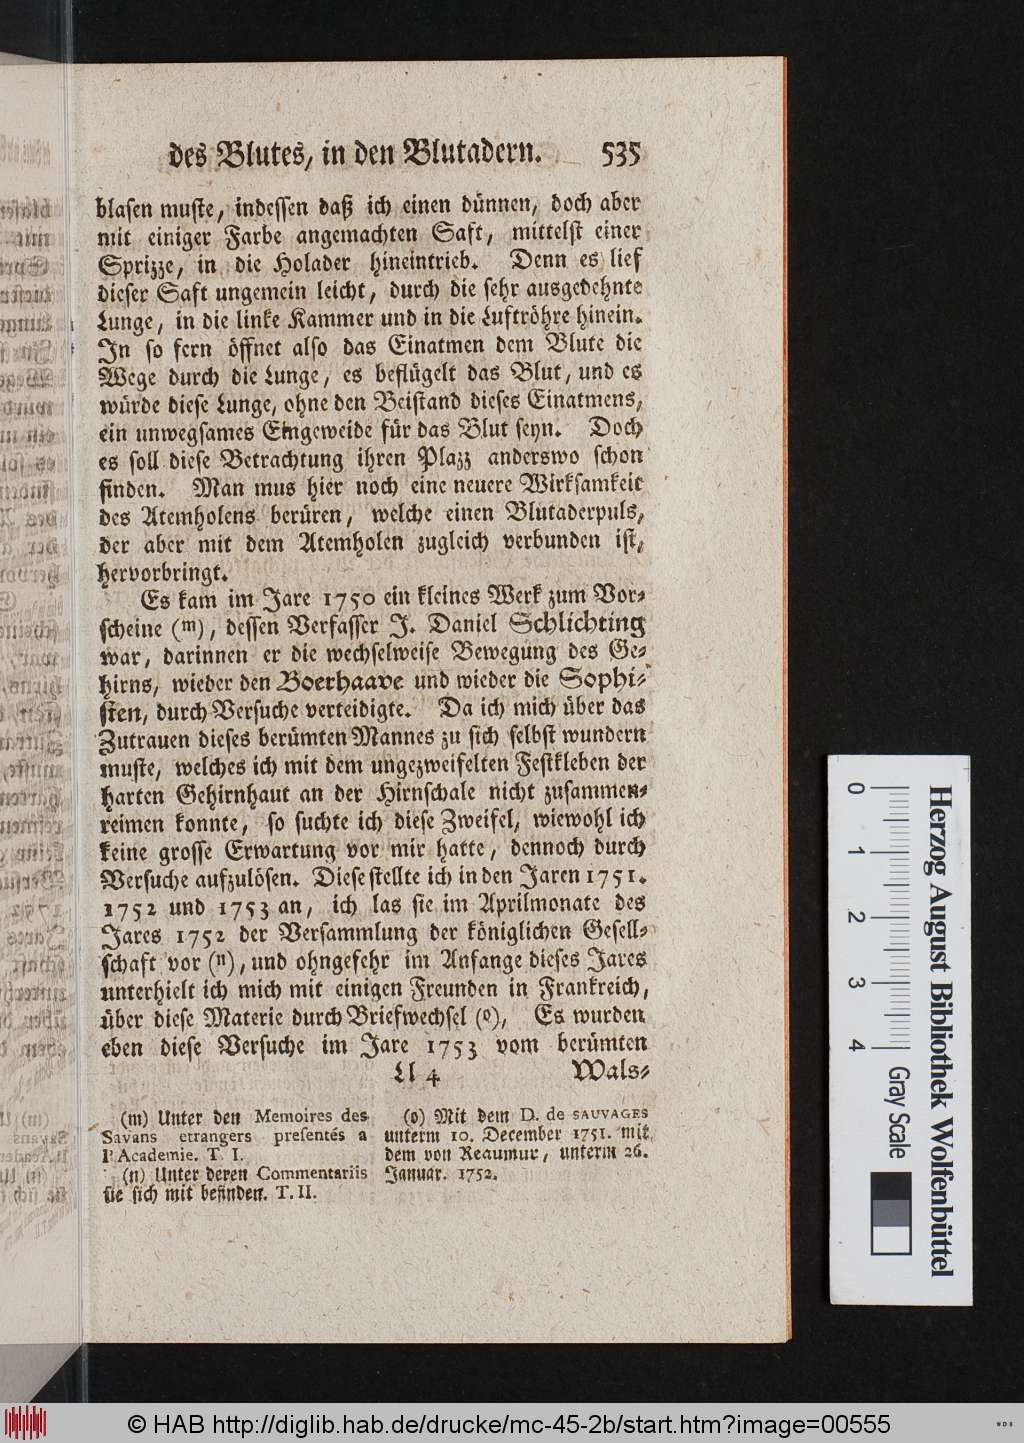 des Blutes, in den Blutadern. 535
blasen muste, indessen daß ich einen dünnen, doch aber
mit einiger Farbe angemachten Saft, mittelst einer
Sprizze, in die Holader hineintrieb. Denn es lief
dieser Saft ungemein leicht, durch die sehr ausgedehnte
Lunge, in die linke Kammer und in die Luftröhre hinein.
In so fern öffnet also das Einatmen dem Blute die
Wege durch die Lunge, es beflügelt das Blut, und es
würde diese Lunge, ohne den Beistand dieses Einatmens,
ein unwegsames Eingeweide für das Blut seyn. Doch
es soll diese Betrachtung ihren Plazz anderswo schon
finden. Man mus hier noch eine neuere Wirksamkeit
des Atemholens berüren, welche einen Blutaderpuls,
der aber mit dem Atemholen zugleich verbunden ist,
hervorbringt.
Es kam im Jare 1750 ein kleines Werk zum Vor-
scheine (m), dessen Verfasser J. Daniel Schlichting
war, darinnen er die wechselweise Bewegung des Ge-
hirns, wieder den Boerhaave und wieder die Sophi-
sten, durch Versuche verteidigte. Da ich mich über das
Zutrauen dieses berümten Mannes zu sich selbst wundern
muste, welches ich mit dem ungezweifelten Festkleben der
harten Gehirnhaut an der Hirnschale nicht zusammen-
reimen konnte, so suchte ich diese Zweifel, wiewohl ich
keine grosse Erwartung vor mir hatte, dennoch durch
Versuche aufzulösen. Diese stellte ich in den Jaren 1751.
1752 und 1753 an, ich las sie im Aprilmonate des
Jares 1752 der Versammlung der königlichen Gesell-
schaft vor (n), und ohngefehr im Anfange dieses Jares
unterhielt ich mich mit einigen Freunden in Frankreich,
über diese Materie durch Briefwechsel (o), Es wurden
eben diese Versuche im Jare 1753 vom berümten
Ll 4 Wals-
(m) Unter den Memoires des
Savans etrangers presentés a
l'Academie. T. I.
(n) Unter deren Commentariis
sie sich mit befinden. T. II.
(o) Mit dem D. de SAUVAGES
unterm 10. December 1751. mit
dem von Reaumur, unterm 26.
Januar. 1752.
Herzog August Bibliothek Wolfenbüttel
0 1 2 3 4 Gray Scale
© HAB http://diglib.hab.de/drucke/mc-45-2b/start.htm?image=00555